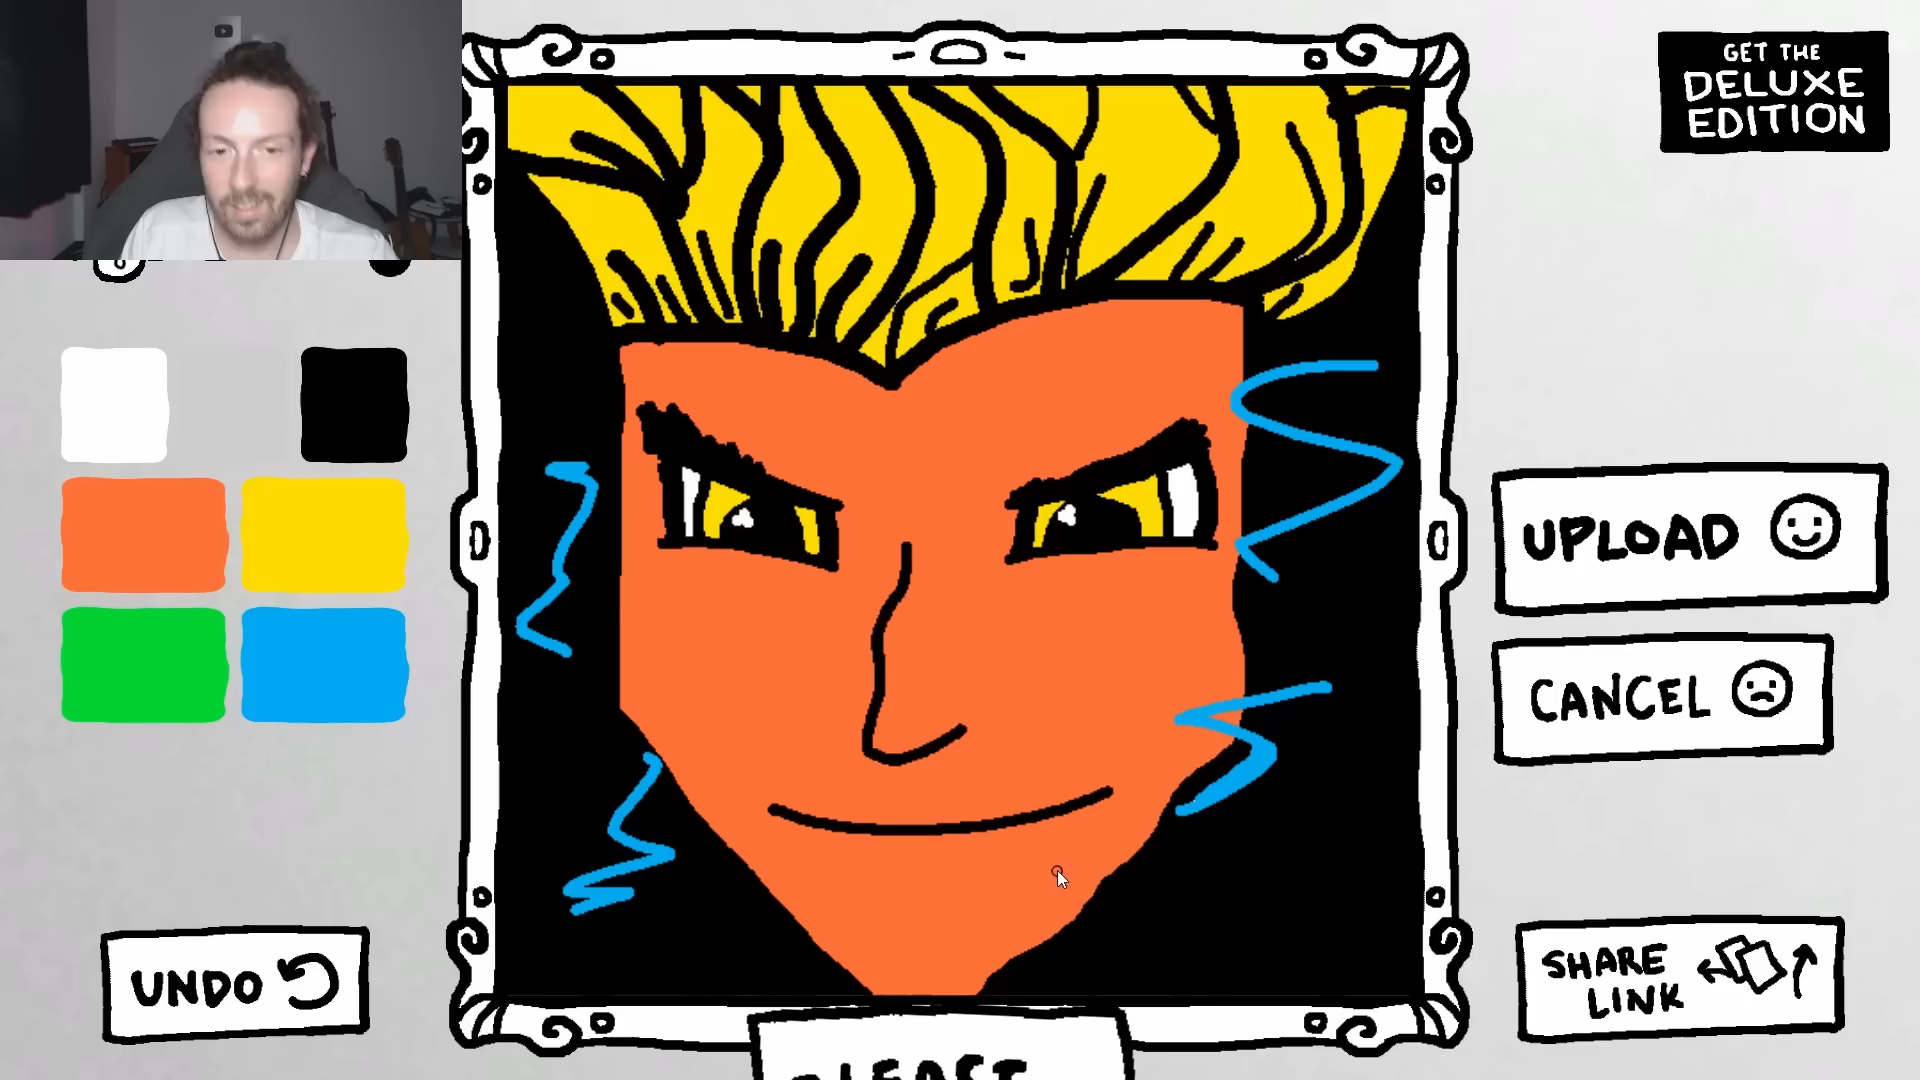 GET THE
DELUXE
EDITION
UPLOAD
CANCEL
UNDO
SHARE
LINK